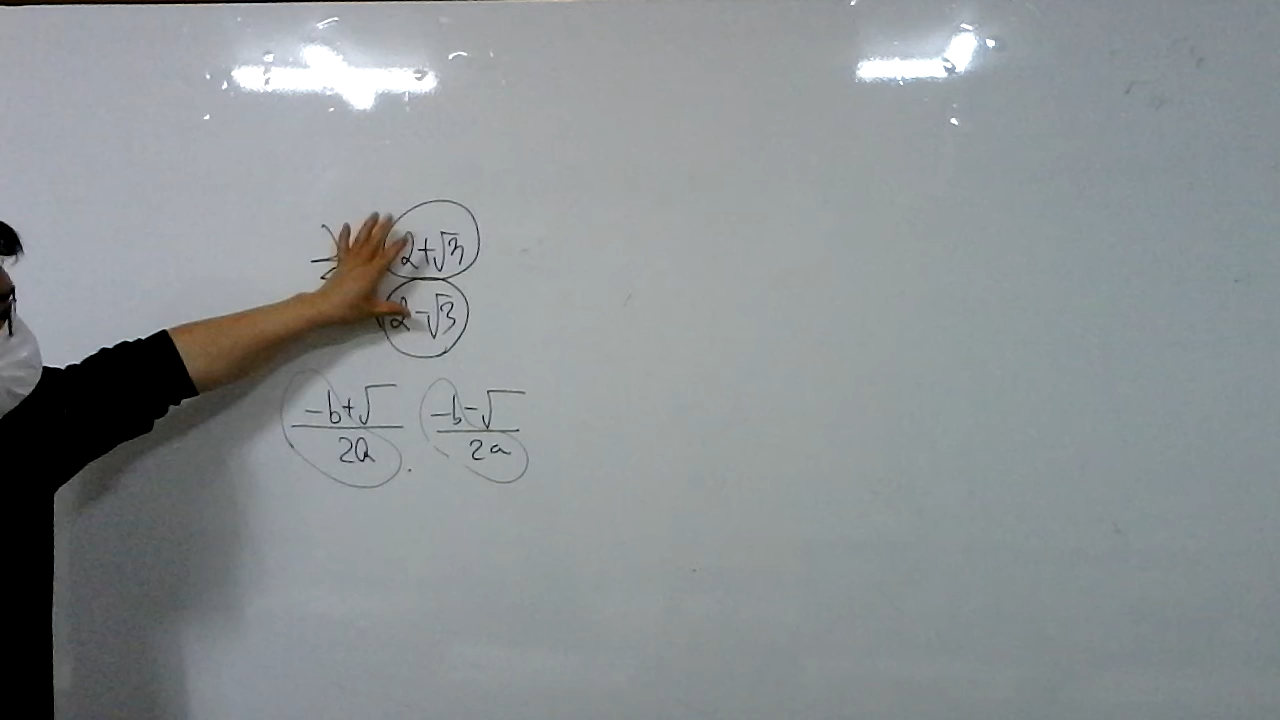 2+√3
2-√3
-b+√ / 2a . -b-√ / 2a